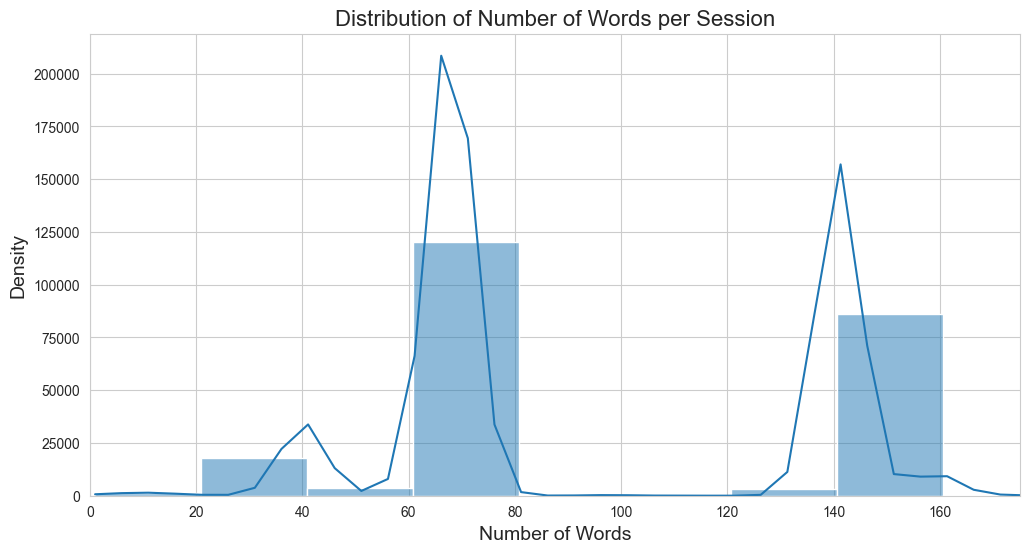 Distribution of Number of Words per Session
200000
175000
150000
125000
100000
75000
50000
25000
0
Density
0 20 40 60 80 100 120 140 160
Number of Words